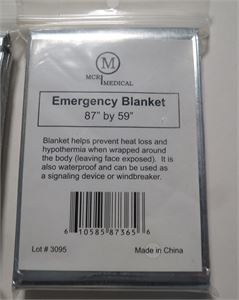 M
MCR MEDICAL
Emergency Blanket
87" by 59"
Blanket helps prevent heat loss and
hypothermia when wrapped around
the body (leaving face exposed). It is
also waterproof and can be used as
a signaling device or windbreaker.
6 10585 87365 6
Lot # 3095
Made in China